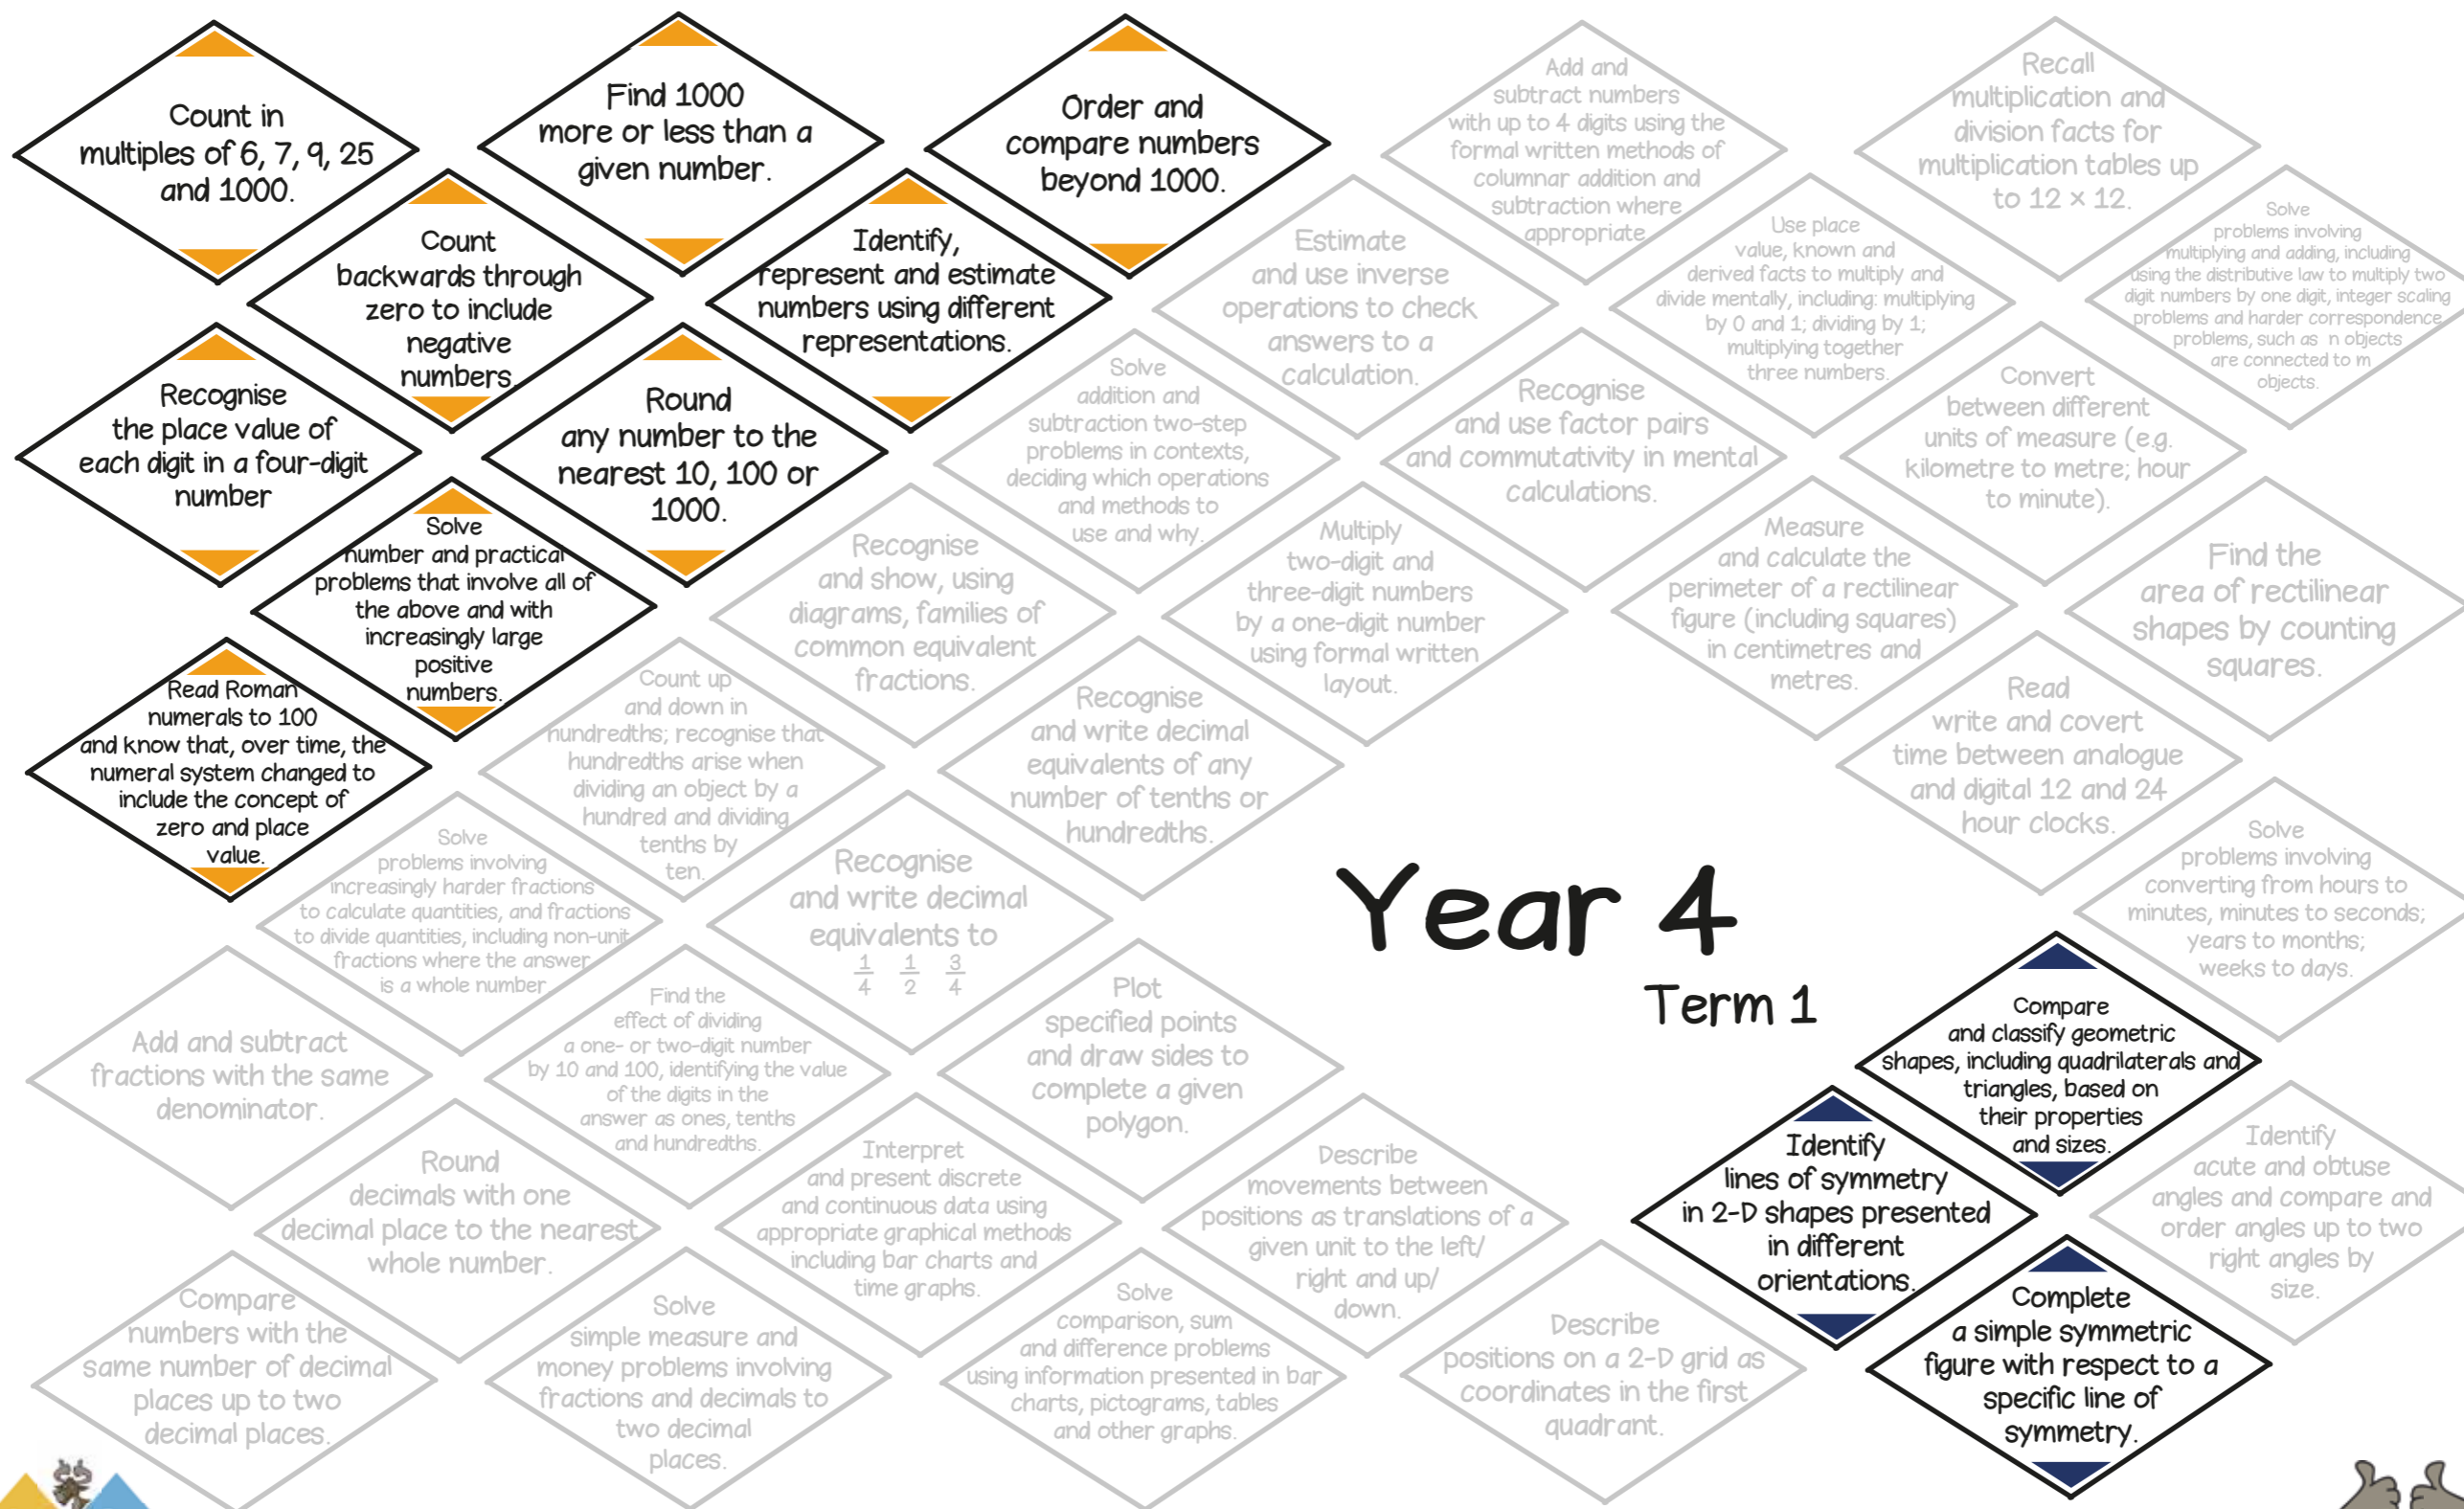 Count in
multiples of 6, 7, 9, 25
and 1000.
Find 1000
more or less than a
given number.
Order and
compare numbers
beyond 1000.
Add and
subtract numbers
with up to 4 digits using the
formal written methods of
columnar addition and
subtraction where
appropriate.
Recall
multiplication and
division facts for
multiplication tables up
to 12 × 12.
Count
backwards through
zero to include
negative
numbers.
Identify,
represent and estimate
numbers using different
representations.
Estimate
and use inverse
operations to check
answers to a
calculation.
Use place
value, known and
derived facts to multiply and
divide mentally, including: multiplying
by 0 and 1; dividing by 1;
multiplying together
three numbers.
Solve
problems involving
multiplying and adding, including
using the distributive law to multiply two
digit numbers by one digit, integer scaling
problems and harder correspondence
problems, such as n objects
are connected to m
objects.
Recognise
the place value of
each digit in a four-digit
number
Round
any number to the
nearest 10, 100 or
1000.
Solve
addition and
subtraction two-step
problems in contexts,
deciding which operations
and methods to
use and why.
Recognise
and use factor pairs
and commutativity in mental
calculations.
Convert
between different
units of measure (e.g.
kilometre to metre; hour
to minute).
Solve
number and practical
problems that involve all of
the above and with
increasingly large
positive
numbers.
Recognise
and show, using
diagrams, families of
common equivalent
fractions.
Multiply
two-digit and
three-digit numbers
by a one-digit number
using formal written
layout.
Measure
and calculate the
perimeter of a rectilinear
figure (including squares)
in centimetres and
metres.
Find the
area of rectilinear
shapes by counting
squares.
Read Roman
numerals to 100
and know that, over time, the
numeral system changed to
include the concept of
zero and place
value.
Count up
and down in
hundredths; recognise that
hundredths arise when
dividing an object by a
hundred and dividing
tenths by
ten.
Recognise
and write decimal
equivalents of any
number of tenths or
hundredths.
Read
write and covert
time between analogue
and digital 12 and 24
hour clocks.
Solve
problems involving
increasingly harder fractions
to calculate quantities, and fractions
to divide quantities, including non-unit
fractions where the answer
is a whole number
Recognise
and write decimal
equivalents to
1/4 1/2 3/4
Year 4
Term 1
Solve
problems involving
converting from hours to
minutes, minutes to seconds;
years to months;
weeks to days.
Add and subtract
fractions with the same
denominator.
Find the
effect of dividing
a one- or two-digit number
by 10 and 100, identifying the value
of the digits in the
answer as ones, tenths
and hundredths.
Plot
specified points
and draw sides to
complete a given
polygon.
Compare
and classify geometric
shapes, including quadrilaterals and
triangles, based on
their properties
and sizes.
Round
decimals with one
decimal place to the nearest
whole number.
Interpret
and present discrete
and continuous data using
appropriate graphical methods
including bar charts and
time graphs.
Describe
movements between
positions as translations of a
given unit to the left/
right and up/
down.
Identify
lines of symmetry
in 2-D shapes presented
in different
orientations.
Identify
acute and obtuse
angles and compare and
order angles up to two
right angles by
size.
Compare
numbers with the
same number of decimal
places up to two
decimal places.
Solve
simple measure and
money problems involving
fractions and decimals to
two decimal
places.
Solve
comparison, sum
and difference problems
using information presented in bar
charts, pictograms, tables
and other graphs.
Describe
positions on a 2-D grid as
coordinates in the first
quadrant.
Complete
a simple symmetric
figure with respect to a
specific line of
symmetry.